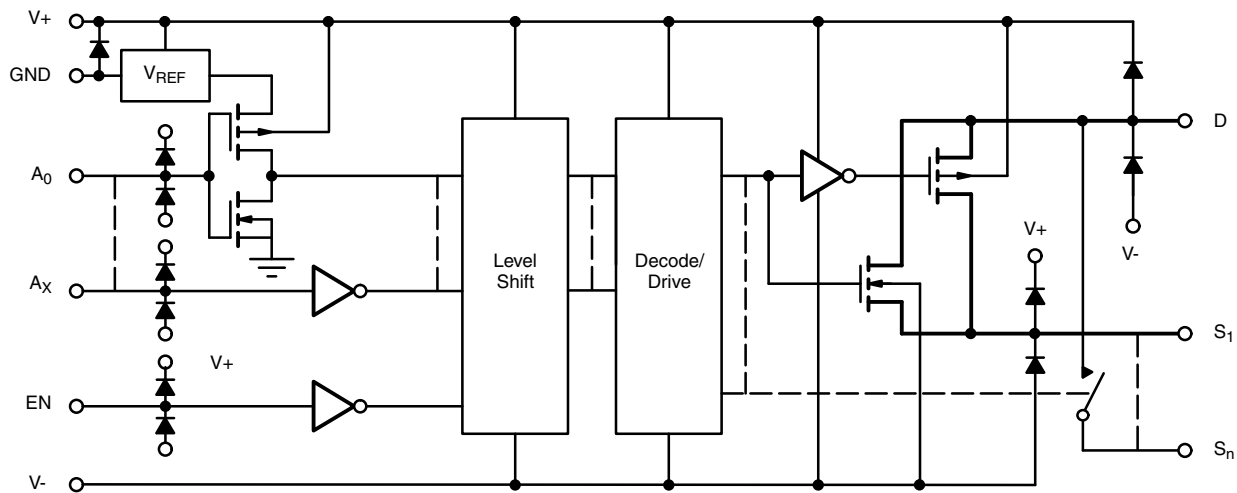 V+
GND
VREF
A0
AX
Level
Shift
Decode/
Drive
V+
V-
D
V+
S1
EN
Sn
V-